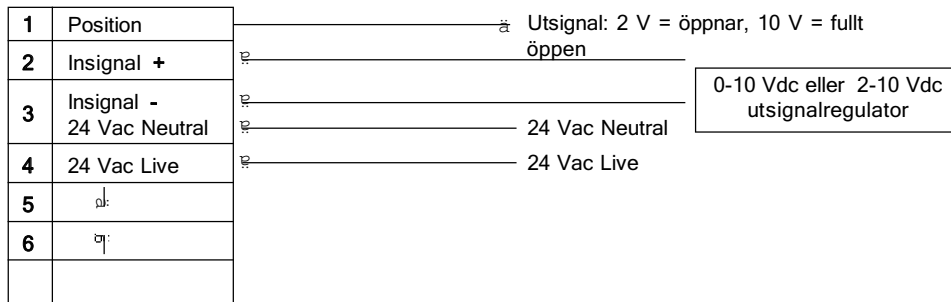 1 Position
Utsignal: 2 V = öppnar, 10 V = fullt
öppen
2 Insignal +
3 Insignal -
24 Vac Neutral
0-10 Vdc eller 2-10 Vdc
utsignalregulator
24 Vac Neutral
4 24 Vac Live
24 Vac Live
5
6